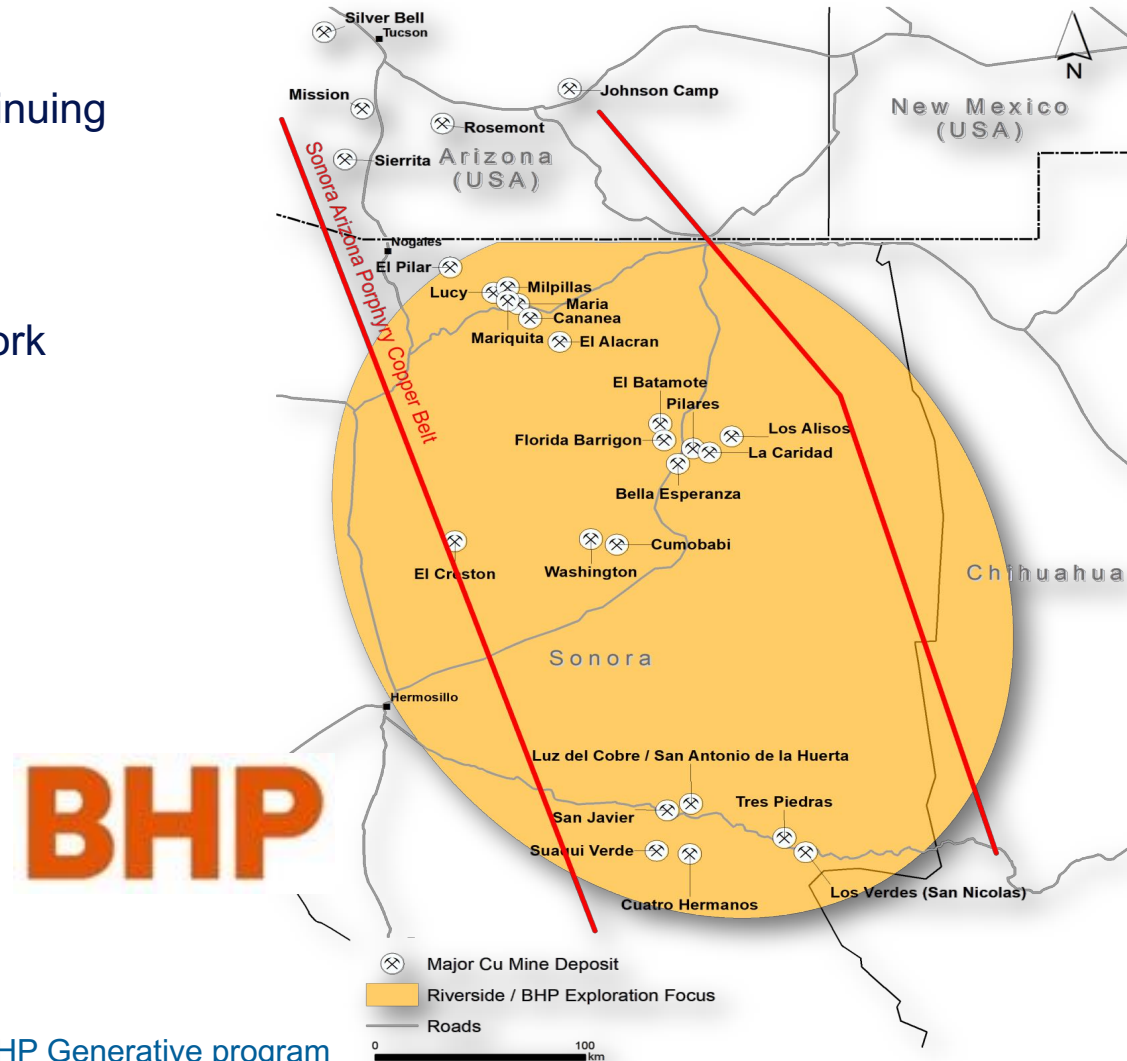 Silver Bell
Tucson
inuing
Mission
Johnson Camp
N
New Mexico
(USA)
Rosemont
Sierrita
Arizona
(USA)
Sonora Arizona Porphyry Copper Belt
Nogales
El Pilar
Lucy
Milpillas
Maria
Cananea
Mariquita
El Alacran
ork
El Batamote
Pilares
Florida Barrigon
Los Alisos
La Caridad
Bella Esperanza
El Creston
Washington
Cumobabi
Chihuahua
Sonora
Hermosillo
Luz del Cobre / San Antonio de la Huerta
BHP
San Javier
Tres Piedras
Suaqui Verde
Los Verdes (San Nicolas)
Cuatro Hermanos
Major Cu Mine Deposit
Riverside / BHP Exploration Focus
Roads
HP Generative program
0 100
km